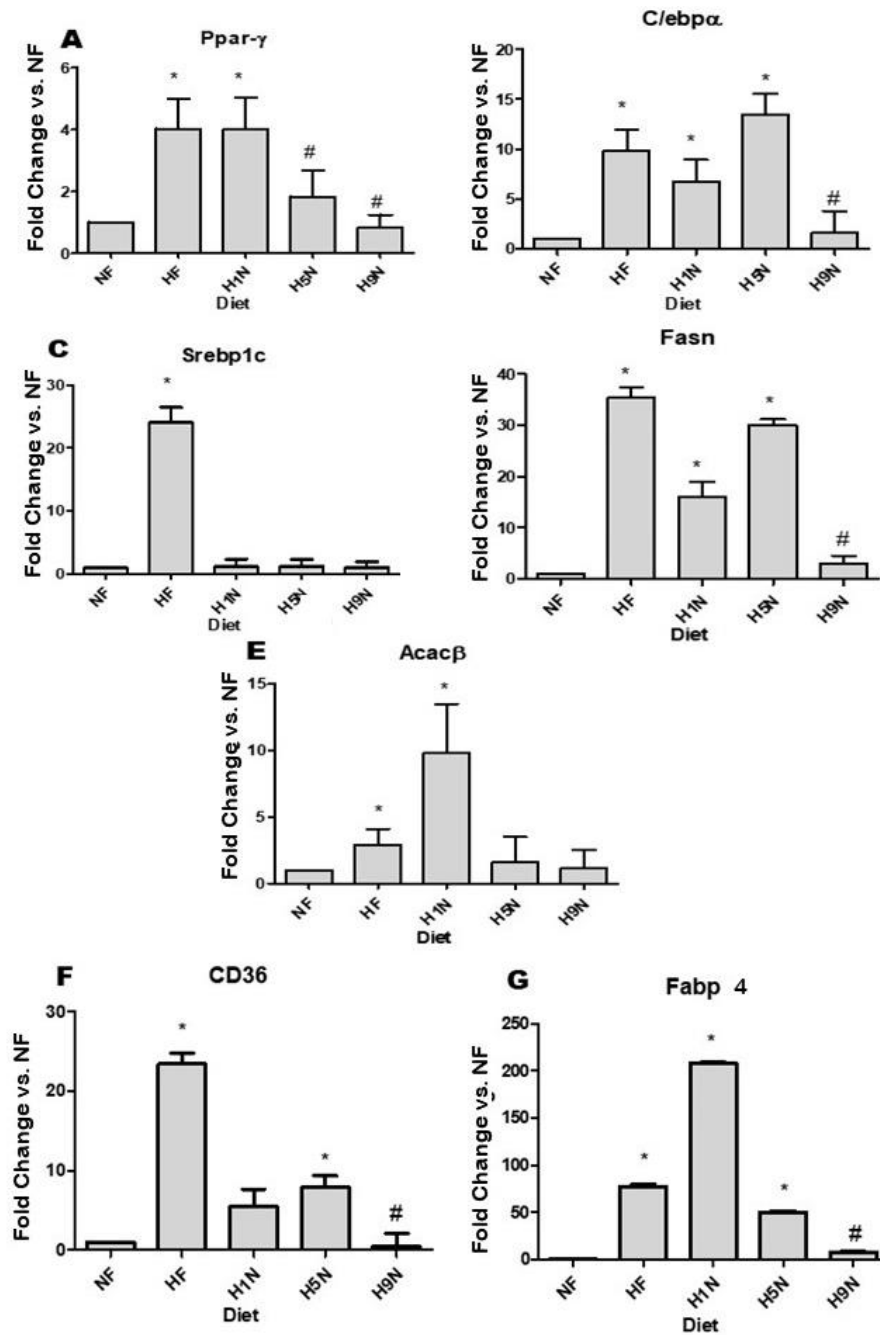 A
Ppar-γ
Fold Change vs. NF
6
4
2
0
*
*
#
#
NF
HF
H1N
H5N
H9N
Diet
C/ebpα
Fold Change vs. NF
20
15
10
5
0
*
*
*
#
NF
HF
H1N
H5N
H9N
Diet
C
Srebp1c
Fold Change vs. NF
30
20
10
0
*
NF
HF
H1N
H5N
H9N
Diet
Fasn
Fold Change vs. NF
40
30
20
10
0
*
*
*
#
NF
HF
H1N
H5N
H9N
Diet
E
Acacβ
Fold Change vs. NF
15
10
5
0
*
*
NF
HF
H1N
H5N
H9N
Diet
F
CD36
Fold Change vs. NF
30
20
10
0
*
*
#
NF
HF
H1N
H5N
H9N
Diet
G
Fabp 4
Fold Change vs. NF
250
200
150
100
50
0
*
*
*
#
NF
HF
H1N
H5N
H9N
Diet